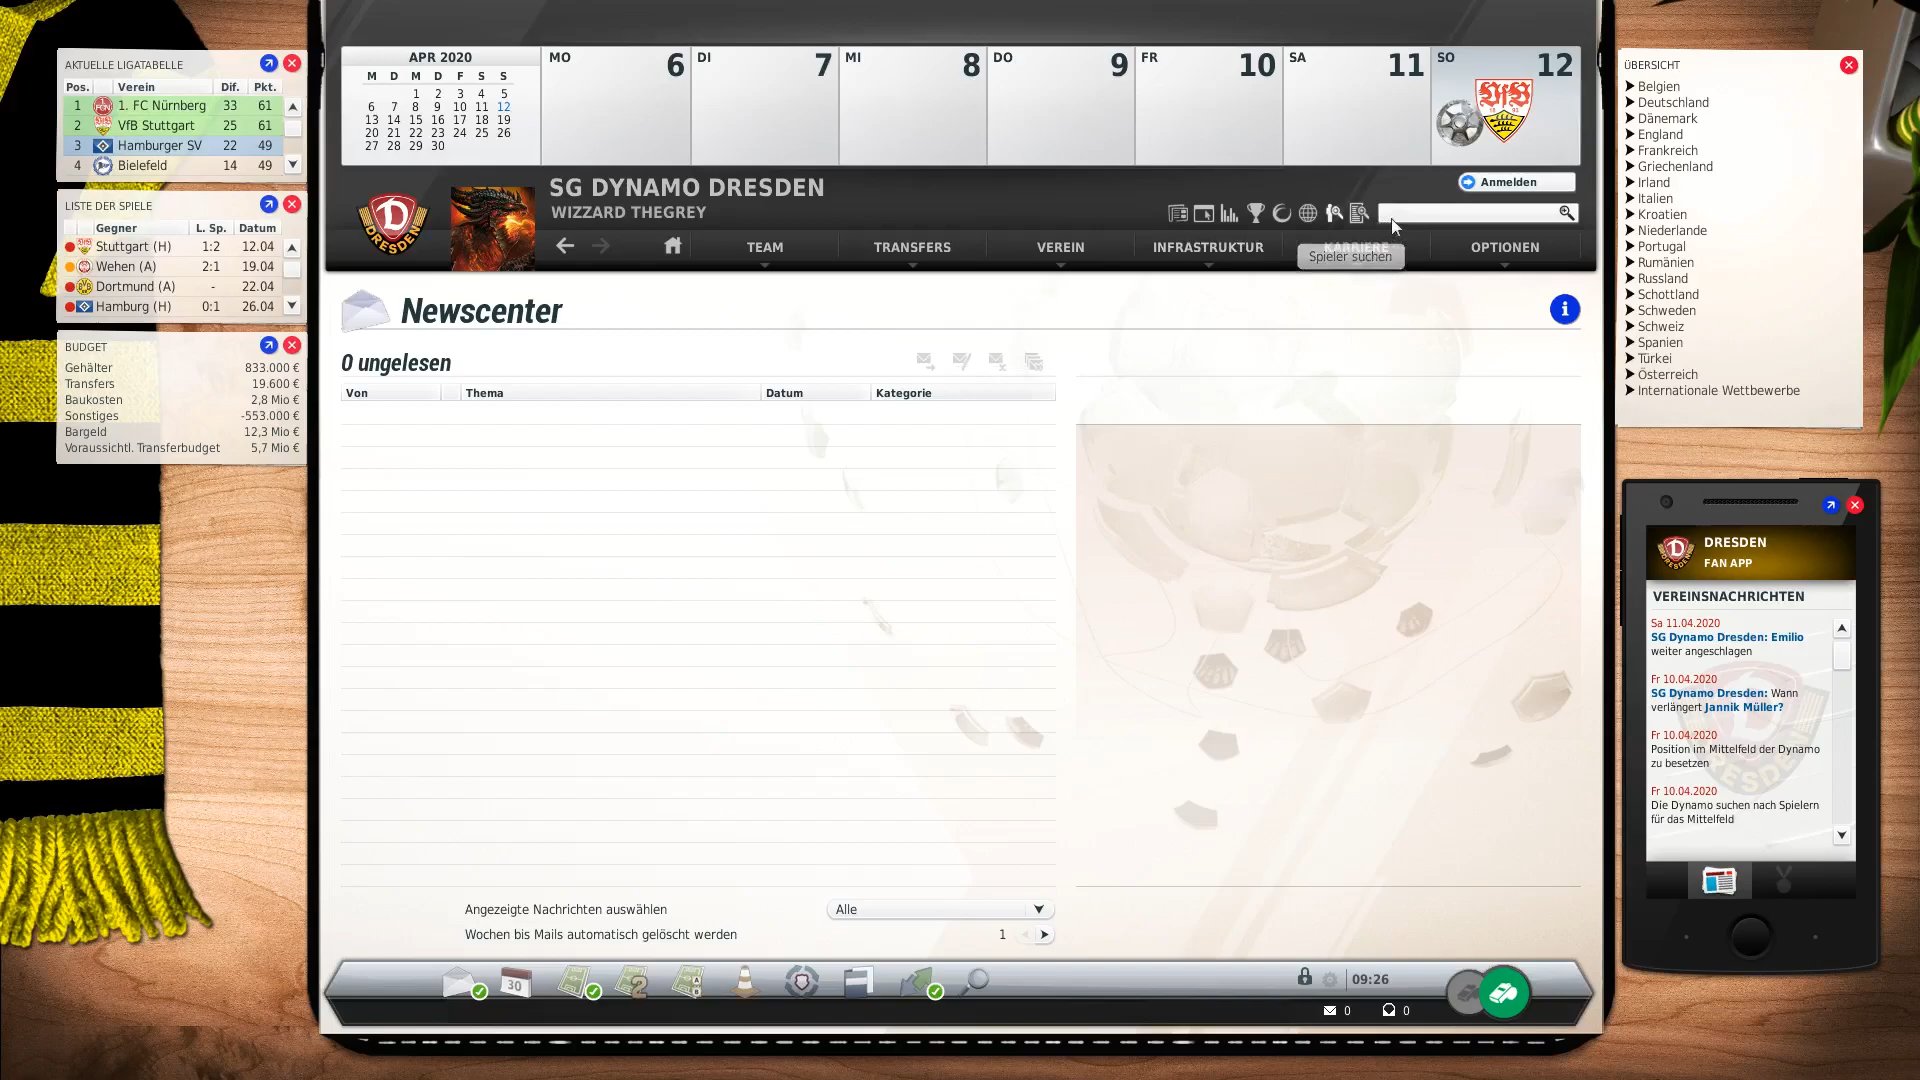 AKTUELLE LIGATABELLE
Pos. Verein Dif. Pkt.
1 1. FC Nürnberg 33 61
2 VfB Stuttgart 25 61
3 Hamburger SV 22 49
4 Bielefeld 14 49
LISTE DER SPIELE
Gegner L. Sp. Datum
Stuttgart (H) 1:2 12.04
Wehen (A) 2:1 19.04
Dortmund (A) - 22.04
Hamburg (H) 0:1 26.04
BUDGET
Gehälter 833.000 €
Transfers 19.600 €
Baukosten 2,8 Mio €
Sonstiges -553.000 €
Bargeld 12,3 Mio €
Voraussichtl. Transferbudget 5,7 Mio €
APR 2020
M D M D F S S
1 2 3 4 5
6 7 8 9 10 11 12
13 14 15 16 17 18 19
20 21 22 23 24 25 26
27 28 29 30
MO 6 DI 7 MI 8 DO 9 FR 10 SA 11 SO 12
SG DYNAMO DRESDEN
WIZZARD THEGREY
Anmelden
TEAM TRANSFERS VEREIN INFRASTRUKTUR KARRIERE OPTIONEN
Spieler suchen
Newscenter
0 ungelesen
Von Thema Datum Kategorie
Angezeigte Nachrichten auswählen Alle
Wochen bis Mails automatisch gelöscht werden 1
30
2
09:26
0 0
ÜBERSICHT
Belgien
Deutschland
Dänemark
England
Frankreich
Griechenland
Irland
Italien
Kroatien
Niederlande
Portugal
Rumänien
Russland
Schottland
Schweden
Schweiz
Spanien
Türkei
Österreich
Internationale Wettbewerbe
DRESDEN
FAN APP
VEREINSNACHRICHTEN
Sa 11.04.2020
SG Dynamo Dresden: Emilio
weiter angeschlagen
Fr 10.04.2020
SG Dynamo Dresden: Wann
verlängert Jannik Müller?
Fr 10.04.2020
Position im Mittelfeld der Dynamo
zu besetzen
Fr 10.04.2020
Die Dynamo suchen nach Spielern
für das Mittelfeld